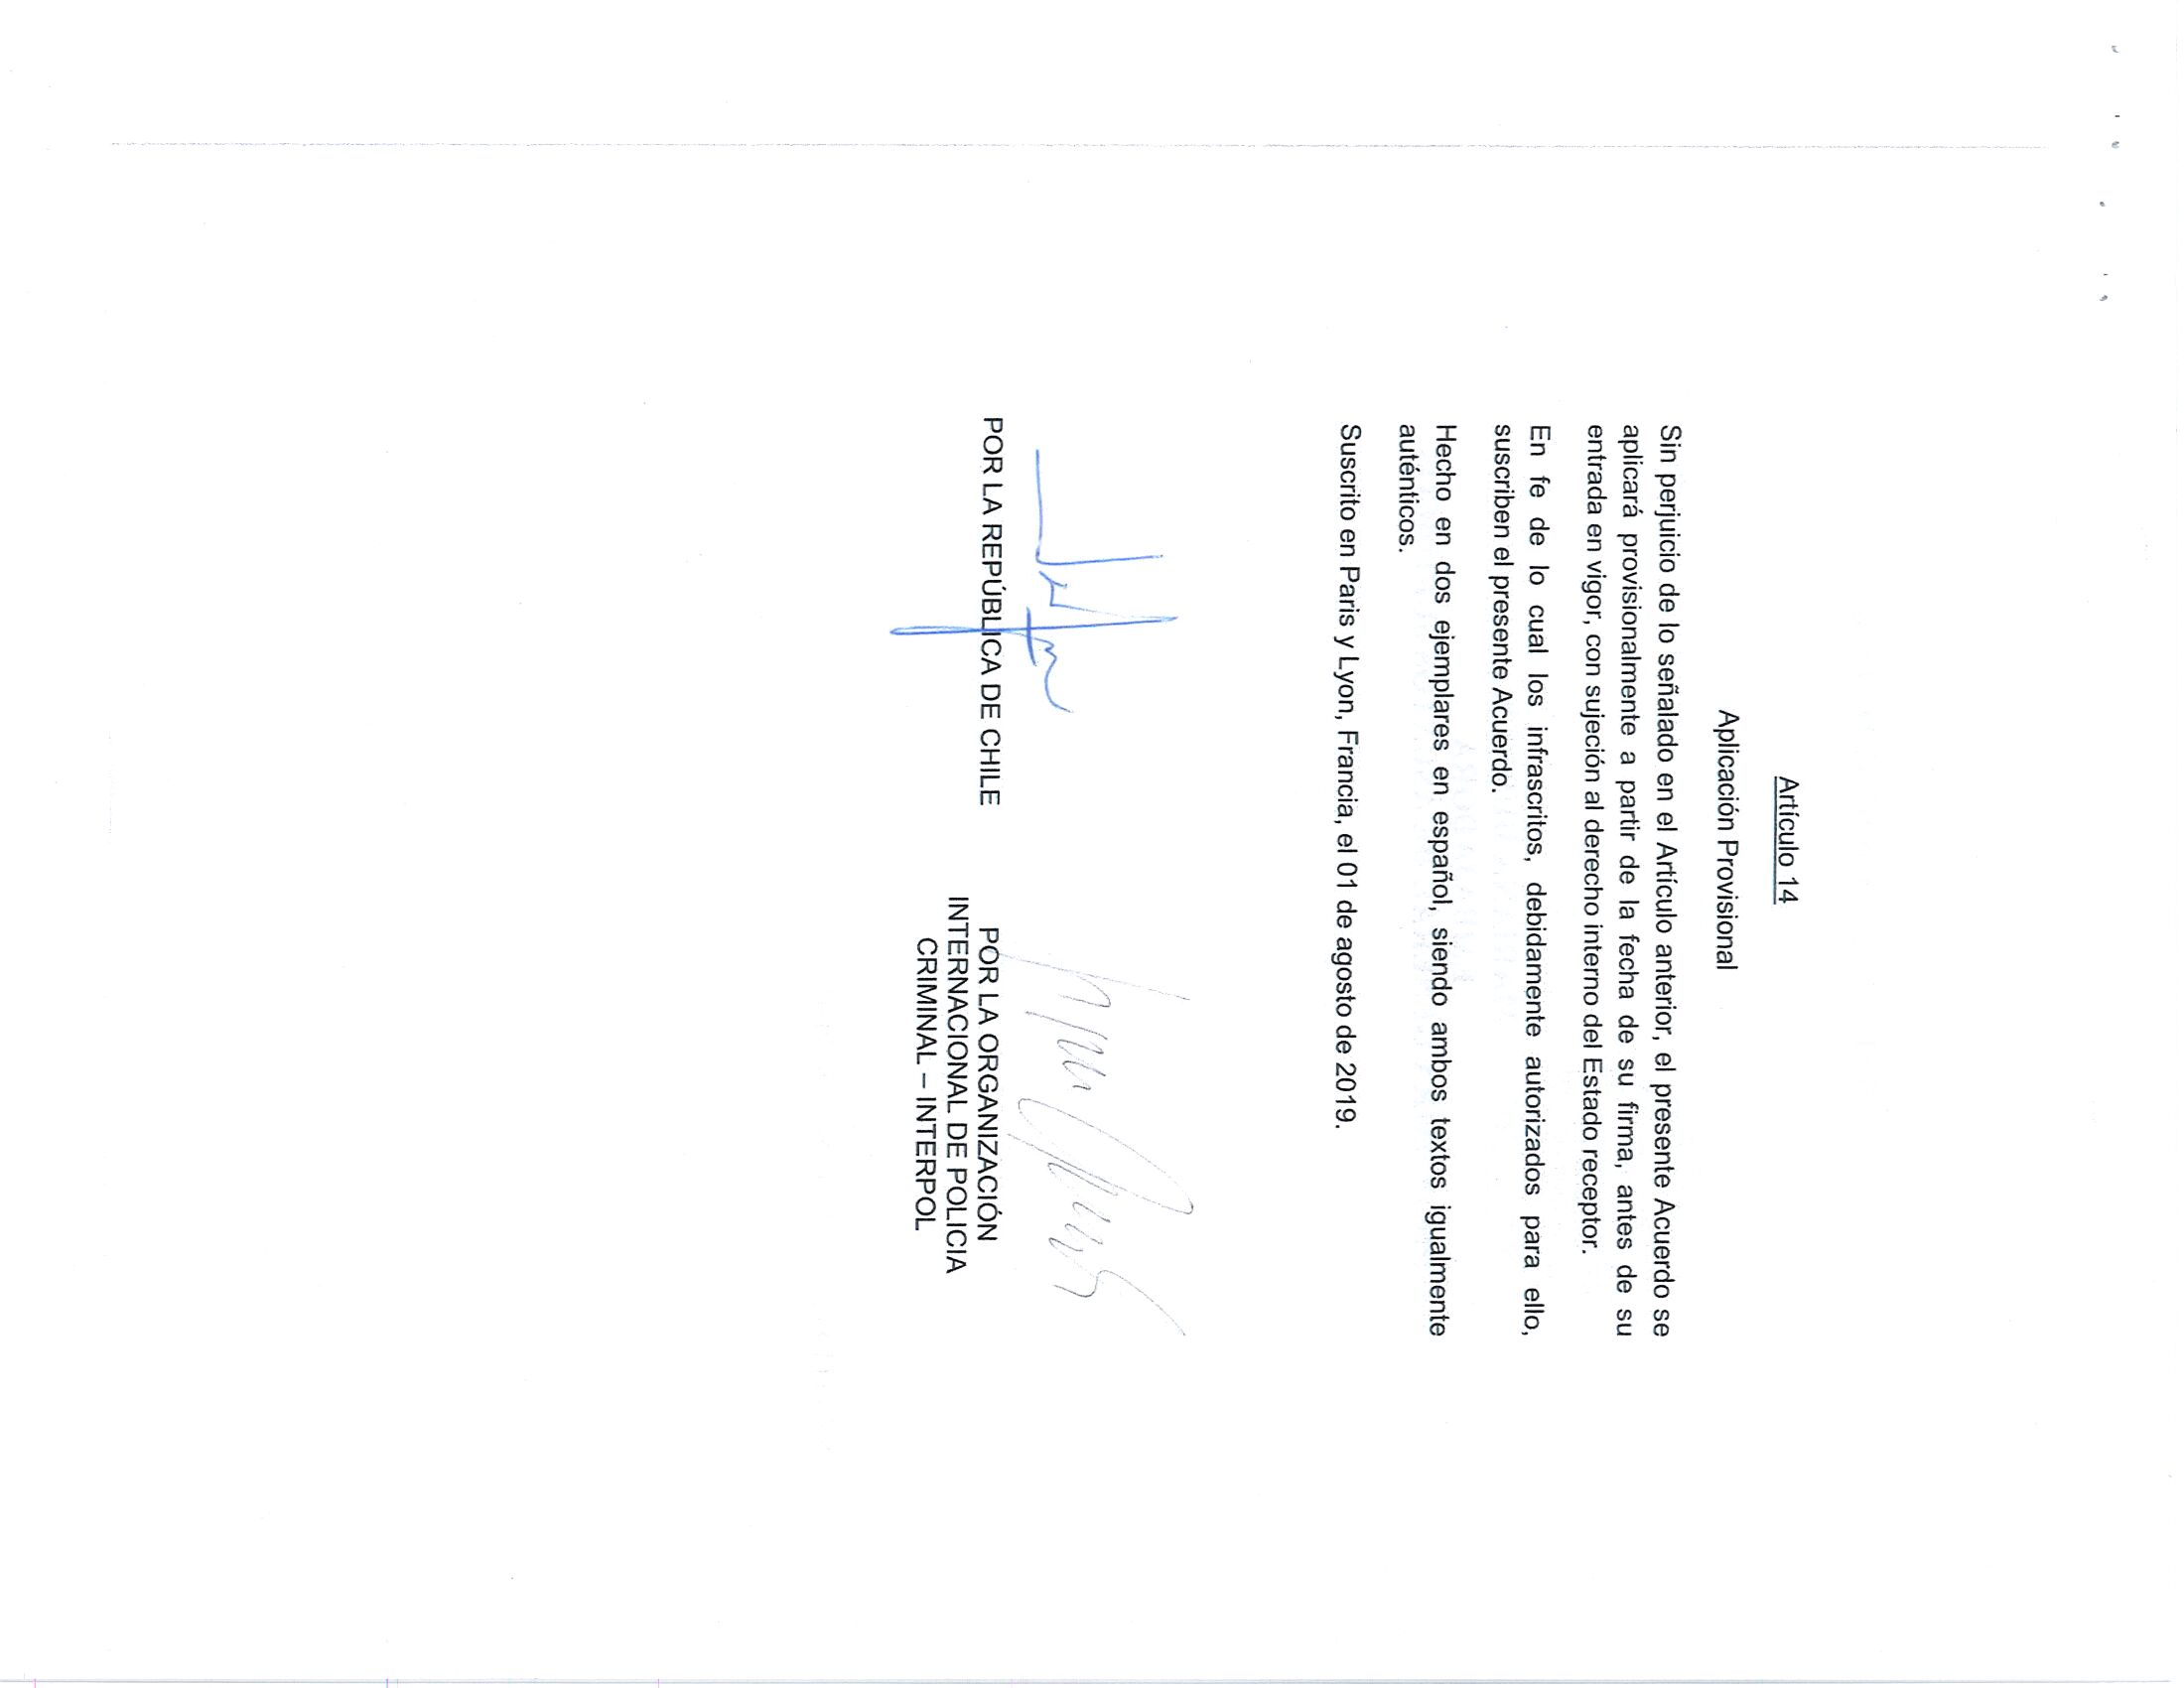 Artículo 14
Aplicación Provisional
Sin perjuicio de lo señalado en el Artículo anterior, el presente Acuerdo se
aplicará provisionalmente a partir de la fecha de su firma, antes de su
entrada en vigor, con sujeción al derecho interno del Estado receptor.
En fe de lo cual los infrascritos, debidamente autorizados para ello,
suscriben el presente Acuerdo.
Hecho en dos ejemplares en español, siendo ambos textos igualmente
auténticos.
Suscrito en Paris y Lyon, Francia, el 01 de agosto de 2019.
POR LA REPÚBLICA DE CHILE
POR LA ORGANIZACIÓN
INTERNACIONAL DE POLICIA
CRIMINAL – INTERPOL